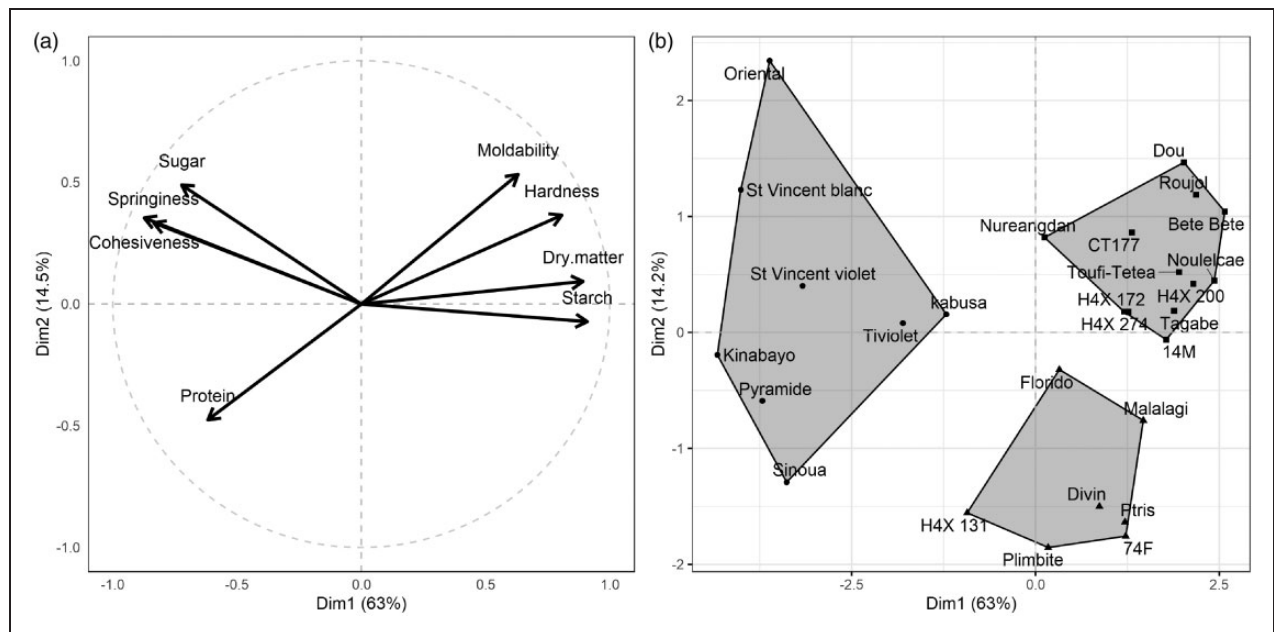 (a)
1.0
0.5
0.0
-0.5
-1.0
Dim2 (14.5%)
Sugar
Springiness
Cohesiveness
Protein
Moldability
Hardness
Dry.matter
Starch
-1.0 -0.5 0.0 0.5 1.0
Dim1 (63%)
(b)
2
1
0
-1
-2
Dim2 (14.2%)
Oriental
St Vincent blanc
St Vincent violet
kabusa
Tiviolet
Kinabayo
Pyramide
Sinoua
Dou
Roujol
Nureangdan
Bete Bete
CT177
Noulelcae
Toufi-Tetea
H4X 172
H4X 200
H4X 274
Tagabe
14M
Florido
Malalagi
Divin
Ptris
H4X 131
74F
Plimbite
-2.5 0.0 2.5
Dim1 (63%)